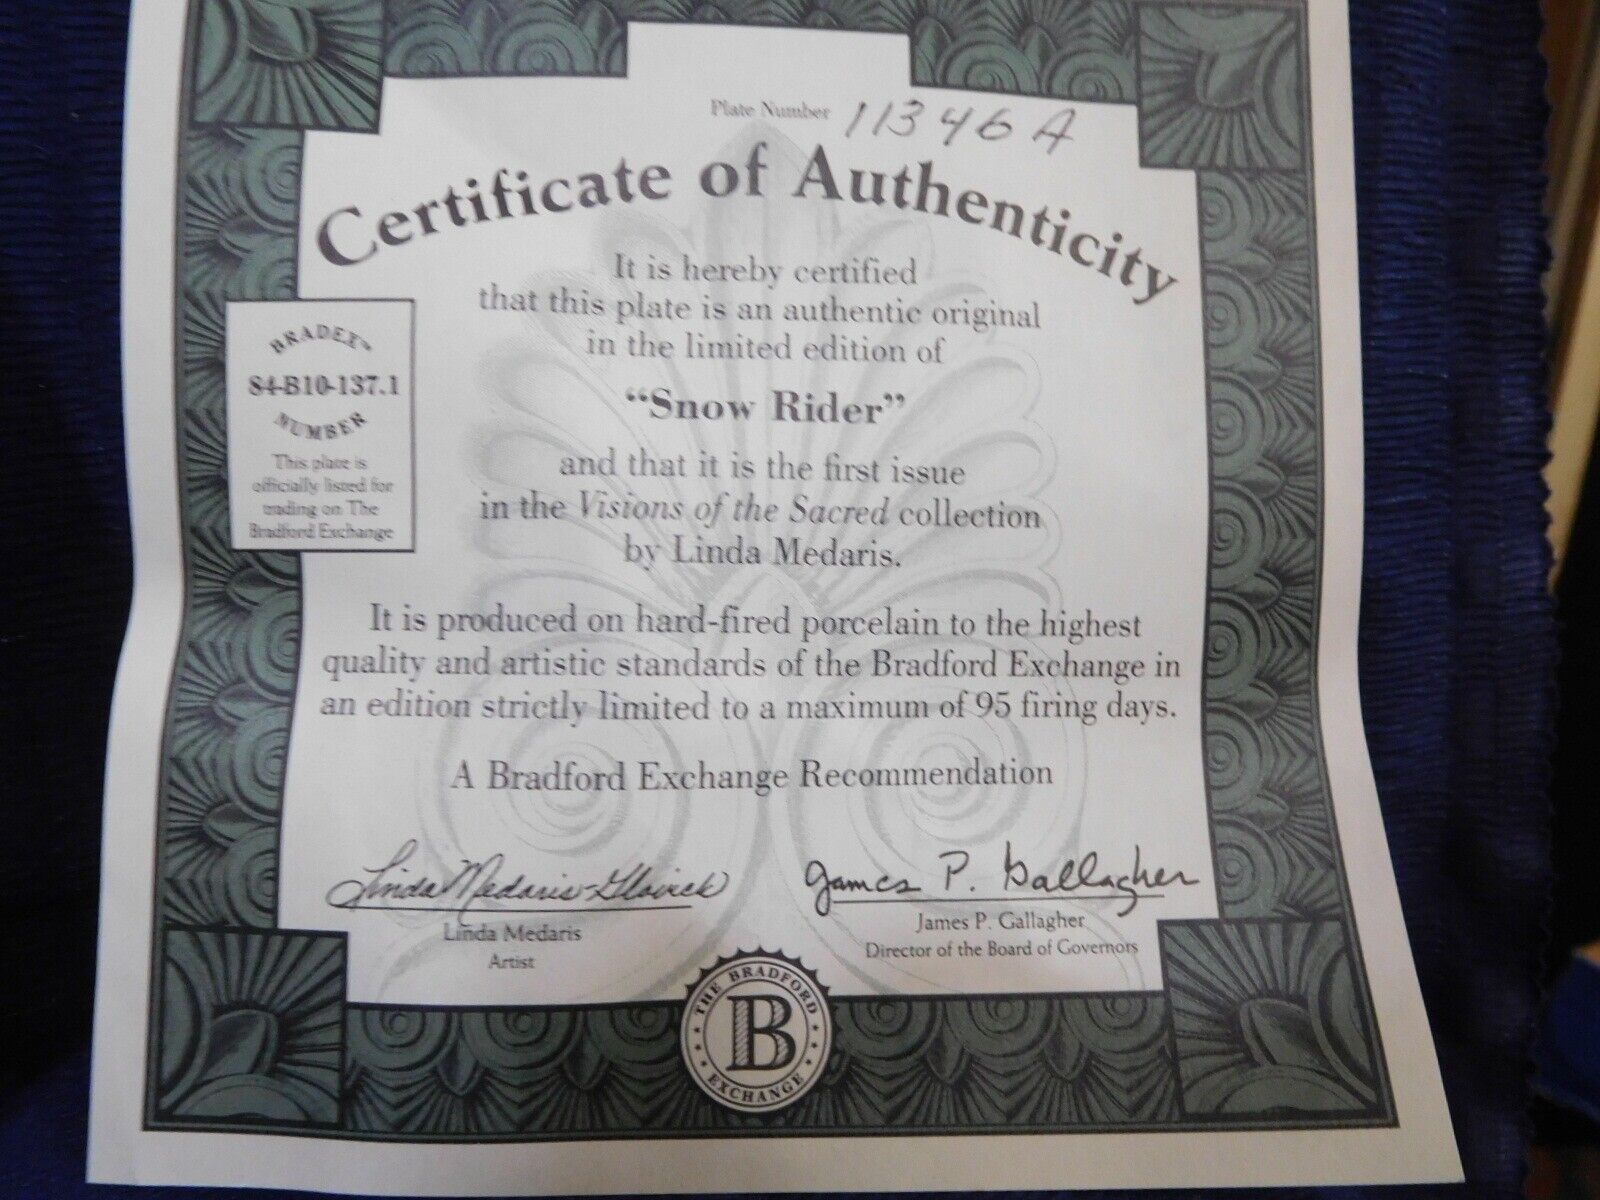 Plate Number 11346A
Certificate of Authenticity
It is hereby certified
that this plate is an authentic original
in the limited edition of
“Snow Rider”
and that it is the first issue
in the Visions of the Sacred collection
by Linda Medaris.
BRADEX™
84-B10-137.1
NUMBER
This plate is
officially listed for
trading on The
Bradford Exchange
It is produced on hard-fired porcelain to the highest
quality and artistic standards of the Bradford Exchange in
an edition strictly limited to a maximum of 95 firing days.
A Bradford Exchange Recommendation
Linda Medaris
James P. Gallagher
Linda Medaris
Artist
James P. Gallagher
Director of the Board of Governors
THE BRADFORD
B
EXCHANGE